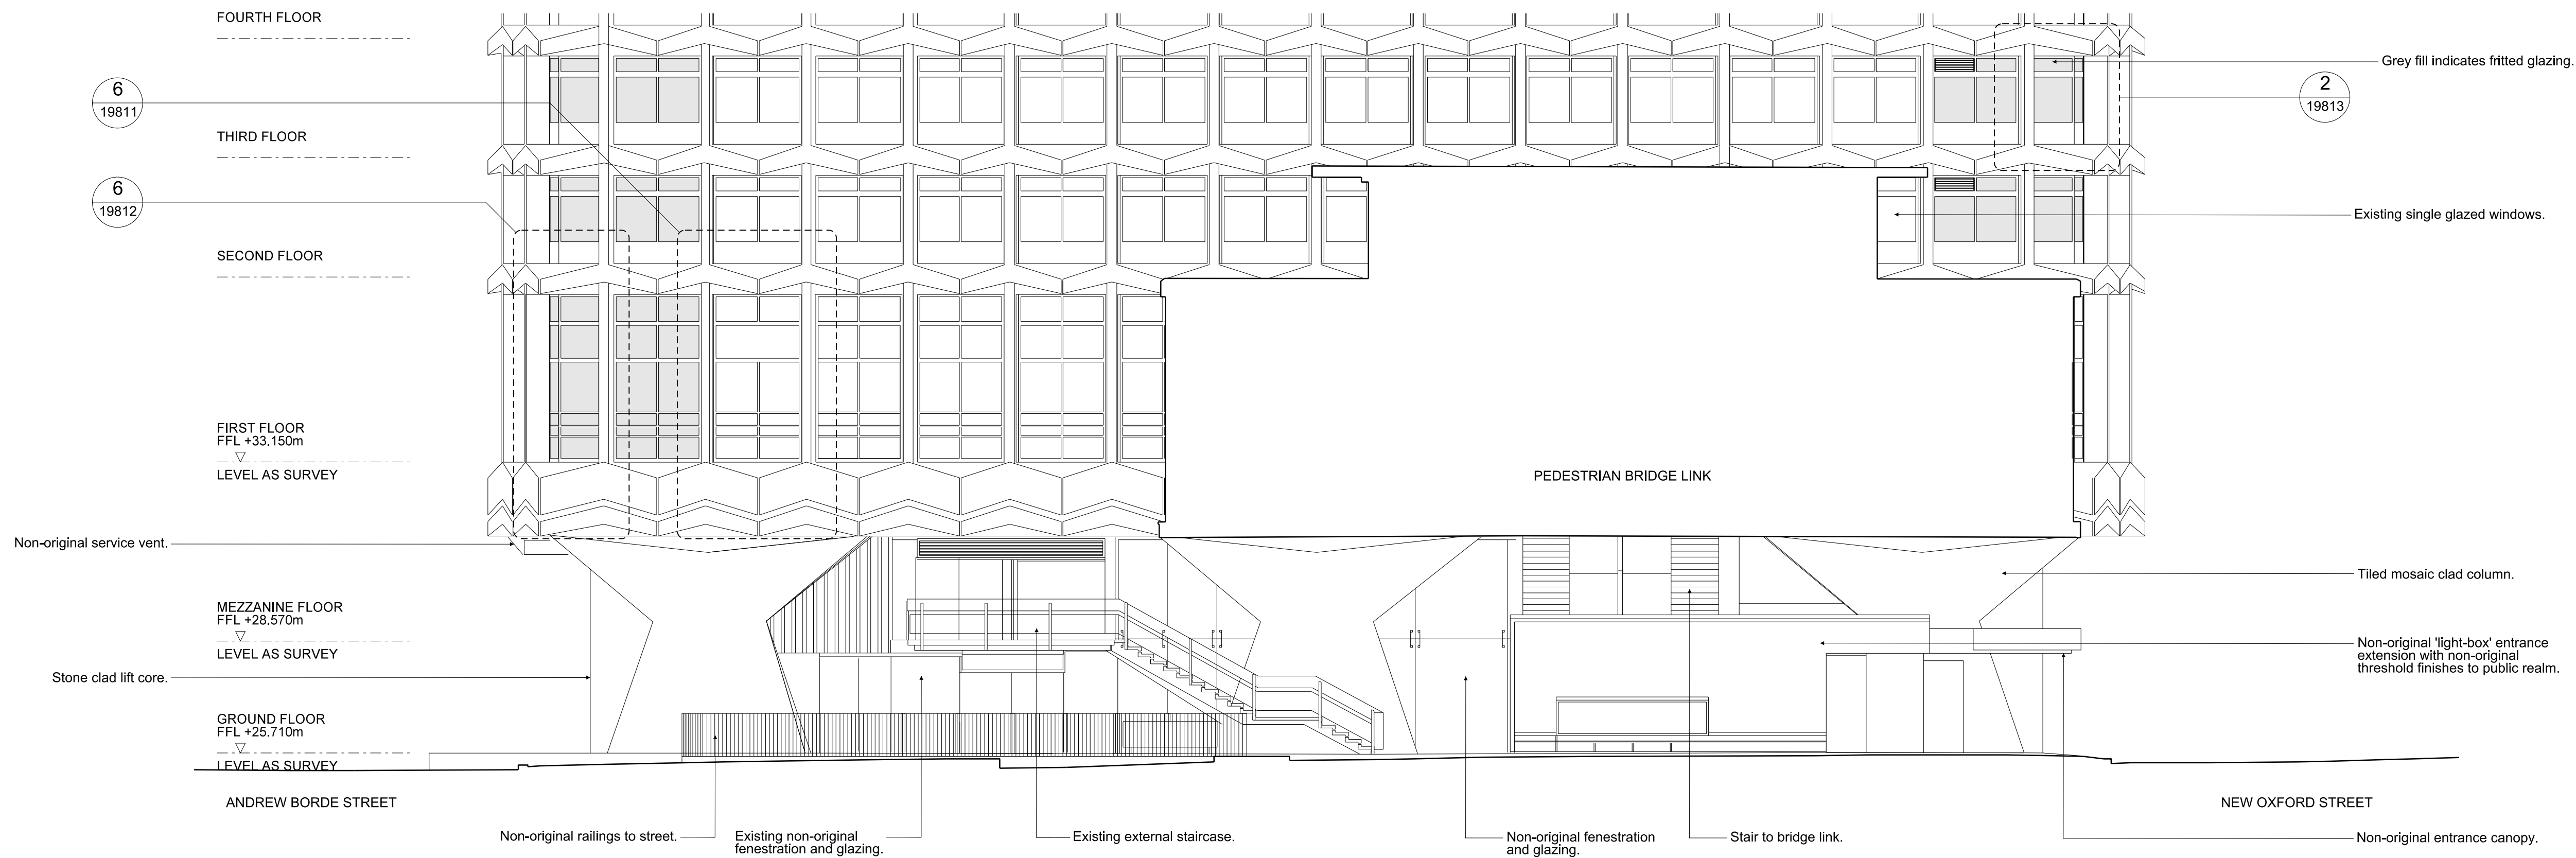 FOURTH FLOOR
Grey fill indicates fritted glazing.
6
19811
2
19813
THIRD FLOOR
6
19812
Existing single glazed windows.
SECOND FLOOR
FIRST FLOOR
FFL +33.150m
LEVEL AS SURVEY
PEDESTRIAN BRIDGE LINK
Non-original service vent.
Tiled mosaic clad column.
MEZZANINE FLOOR
FFL +28.570m
LEVEL AS SURVEY
Non-original 'light-box' entrance
extension with non-original
threshold finishes to public realm.
Stone clad lift core.
GROUND FLOOR
FFL +25.710m
LEVEL AS SURVEY
ANDREW BORDE STREET
NEW OXFORD STREET
Non-original railings to street.
Existing non-original
fenestration and glazing.
Existing external staircase.
Non-original fenestration
and glazing.
Stair to bridge link.
Non-original entrance canopy.